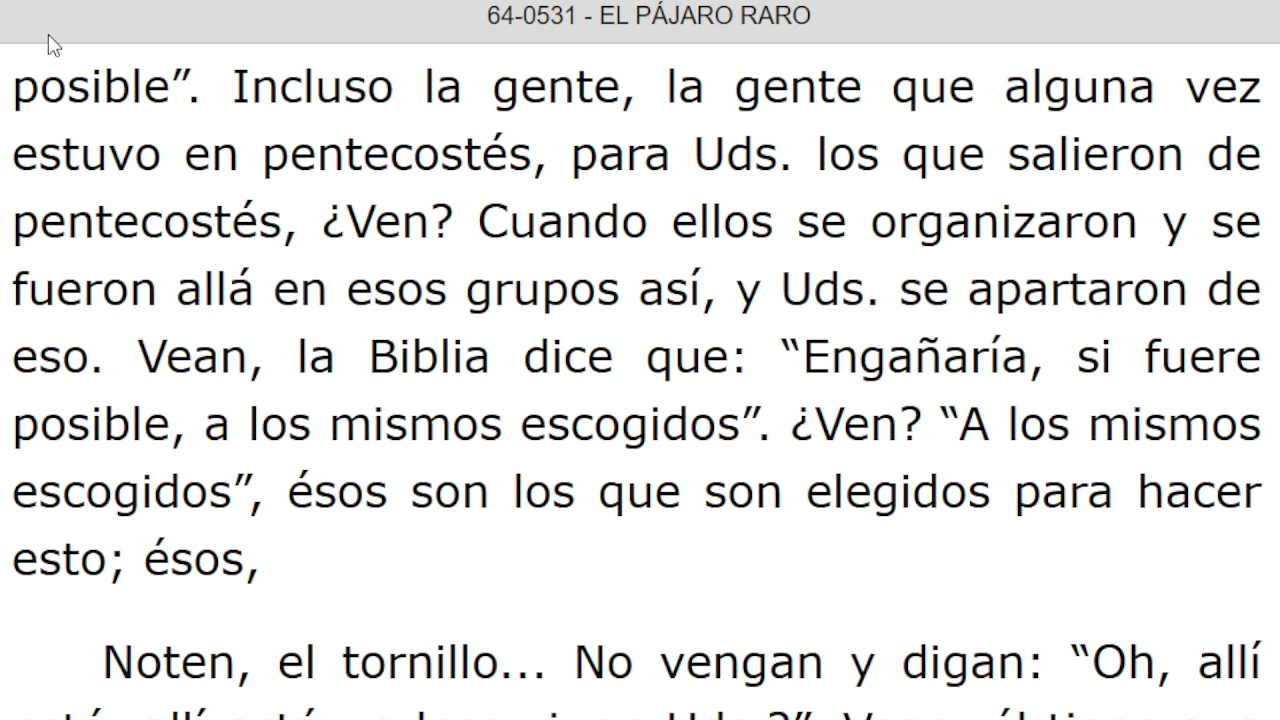 64-0531 - EL PÁJARO RARO
posible”. Incluso la gente, la gente que alguna vez
estuvo en pentecostés, para Uds. los que salieron de
pentecostés, ¿Ven? Cuando ellos se organizaron y se
fueron allá en esos grupos así, y Uds. se apartaron de
eso. Vean, la Biblia dice que: “Engañaría, si fuere
posible, a los mismos escogidos”. ¿Ven? “A los mismos
escogidos”, ésos son los que son elegidos para hacer
esto; ésos,
Noten, el tornillo... No vengan y digan: “Oh, allí